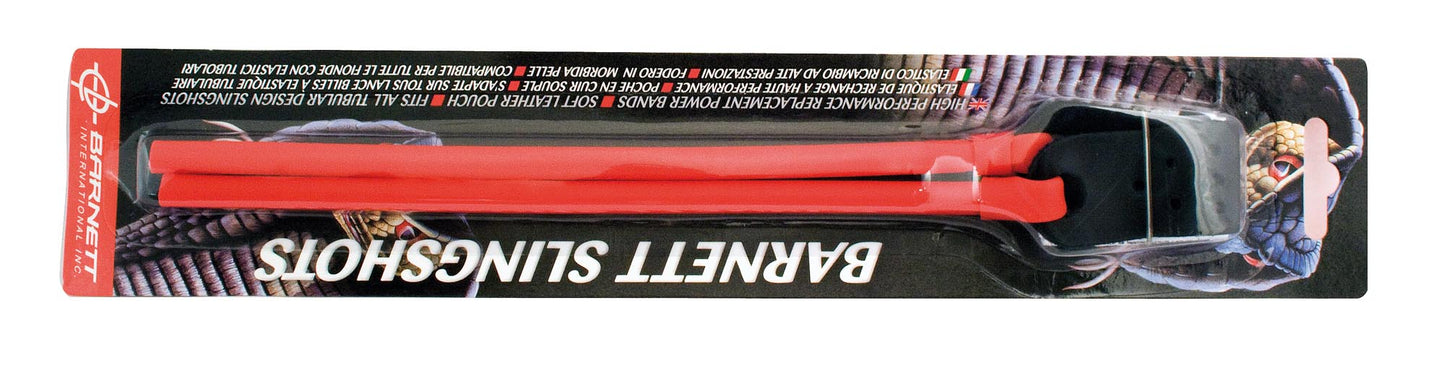 BARNETT SLINGSHOTS
HIGH PERFORMANCE REPLACEMENT POWER BANDS ■ SOFT LEATHER POUCH ■ FITS ALL TUBULAR DESIGN SLINGSHOTS
ÉLASTIQUE DE RECHANGE A HAUTE PERFORMANCE ■ POCHE EN CUIR SOUPLE ■ S'ADAPTE SUR TOUS LANCE BILLES À ÉLASTIQUE TUBULAIRE
ELASTICO DI RICAMBIO AD ALTE PRESTAZIONI ■ FODERO IN MORBIDA PELLE ■ COMPATIBILE PER TUTTE LE FIONDE CON ELASTICI TUBOLARI
BARNETT
INTERNATIONAL INC.